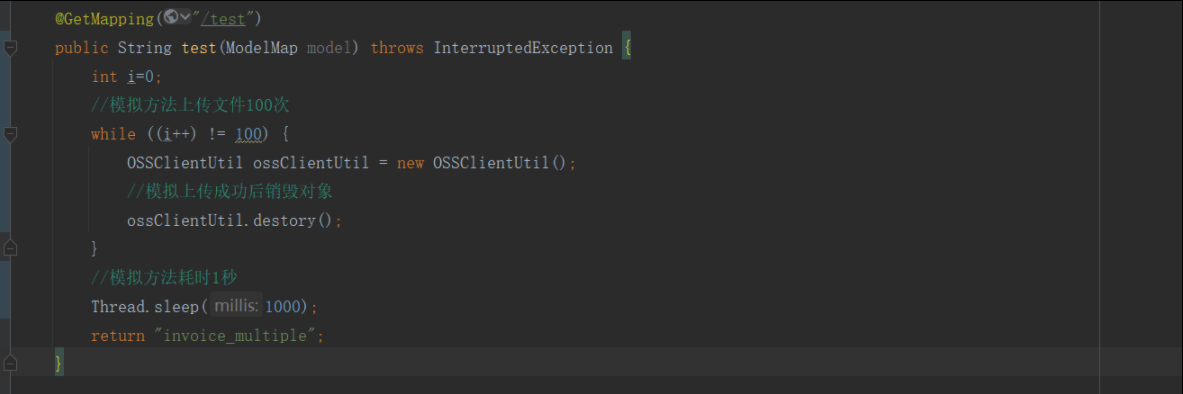 @GetMapping("/test")
public String test(ModelMap model) throws InterruptedException {
int i=0;
//模拟方法上传文件100次
while ((i++) != 100) {
OSSClientUtil ossClientUtil = new OSSClientUtil();
//模拟上传成功后销毁对象
ossClientUtil.destory();
}
//模拟方法耗时1秒
Thread.sleep( millis: 1000);
return "invoice_multiple";
}